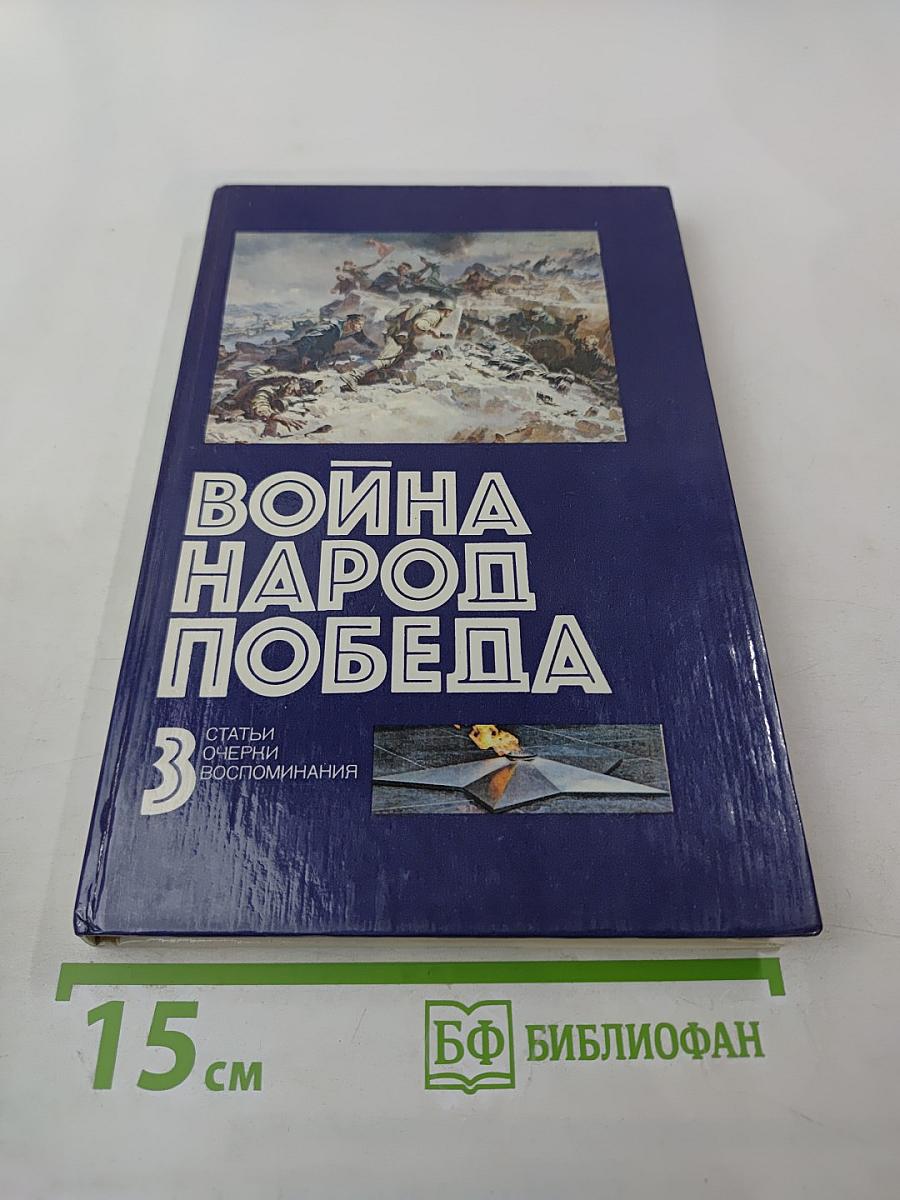 ВОЙНА
НАРОД
ПОБЕДА
3
СТАТЬИ
ОЧЕРКИ
ВОСПОМИНАНИЯ
15 см
БФ БИБЛИОФАН